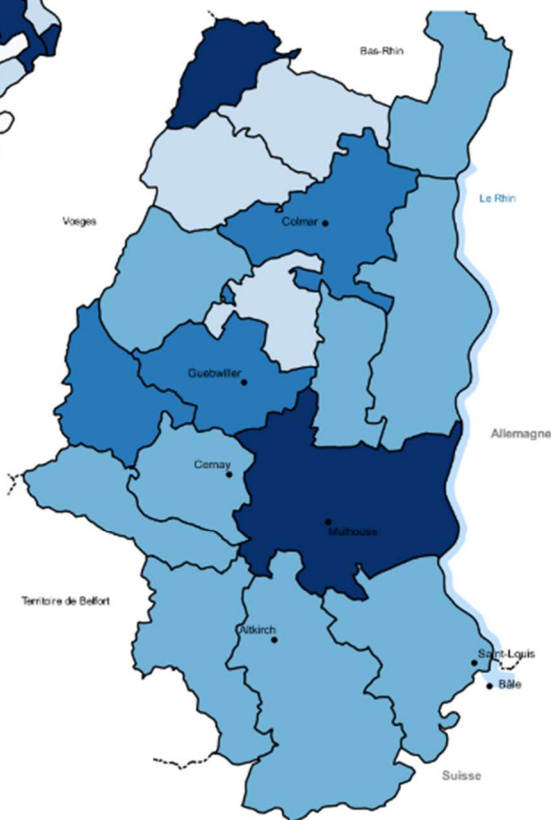 Bas-Rhin
Le Rhin
Vosges
Colmar
Guebwiller
Allemagne
Cernay
Mulhouse
Territoire de Belfort
Altkirch
Saint-Louis
Bâle
Suisse